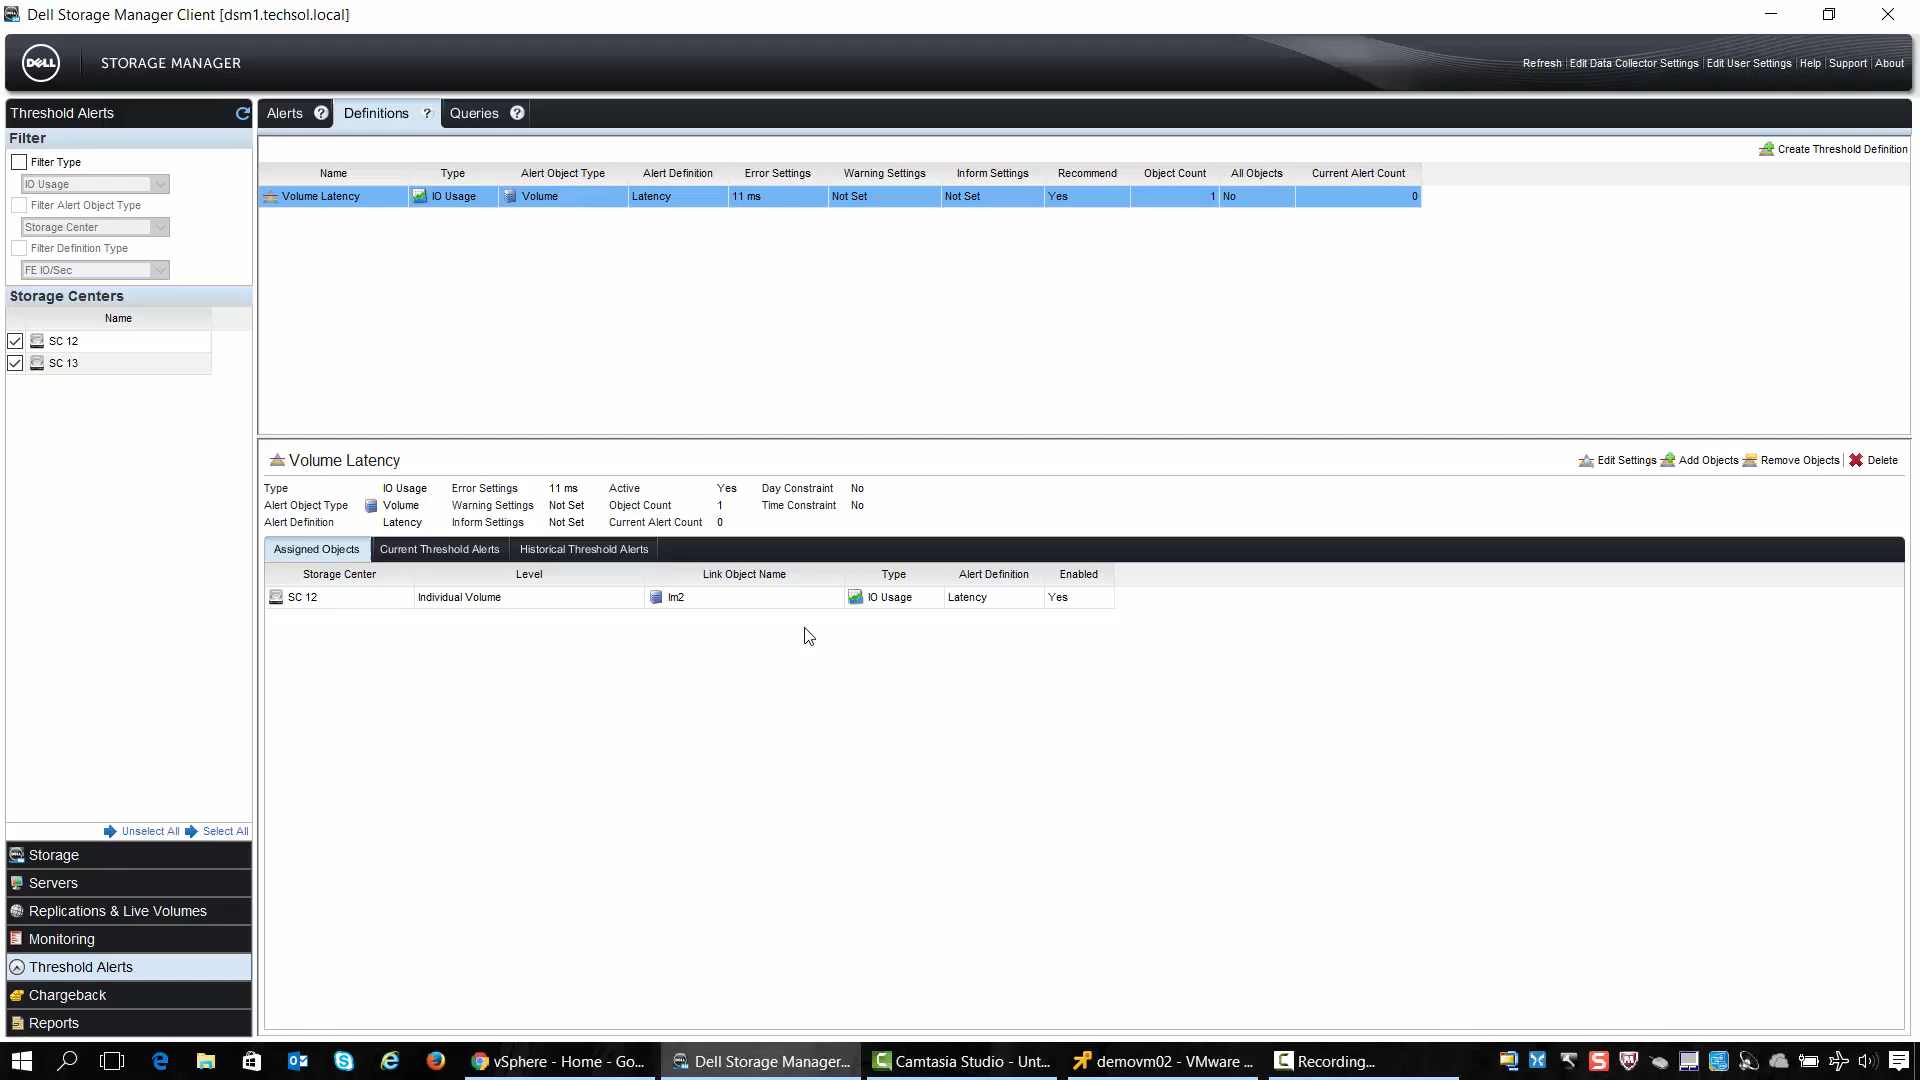 Dell Storage Manager Client [dsm1.techsol.local]
DELL STORAGE MANAGER
Refresh | Edit Data Collector Settings | Edit User Settings | Help | Support | About
Threshold Alerts
Alerts ? Definitions ? Queries ?
Filter
Filter Type
IO Usage
Filter Alert Object Type
Storage Center
Filter Definition Type
FE IO/Sec
Storage Centers
Name
SC 12
SC 13
Unselect All Select All
Storage
Servers
Replications & Live Volumes
Monitoring
Threshold Alerts
Chargeback
Reports
Create Threshold Definition
Name Type Alert Object Type Alert Definition Error Settings Warning Settings Inform Settings Recommend Object Count All Objects Current Alert Count
Volume Latency IO Usage Volume Latency 11 ms Not Set Not Set Yes 1 No 0
Volume Latency
Edit Settings Add Objects Remove Objects | Delete
Type IO Usage Error Settings 11 ms Active Yes Day Constraint No
Alert Object Type Volume Warning Settings Not Set Object Count 1 Time Constraint No
Alert Definition Latency Inform Settings Not Set Current Alert Count 0
Assigned Objects Current Threshold Alerts Historical Threshold Alerts
Storage Center Level Link Object Name Type Alert Definition Enabled
SC 12 Individual Volume lm2 IO Usage Latency Yes
vSphere - Home - Go... Dell Storage Manager... Camtasia Studio - Unt... demovm02 - VMware ... Recording...